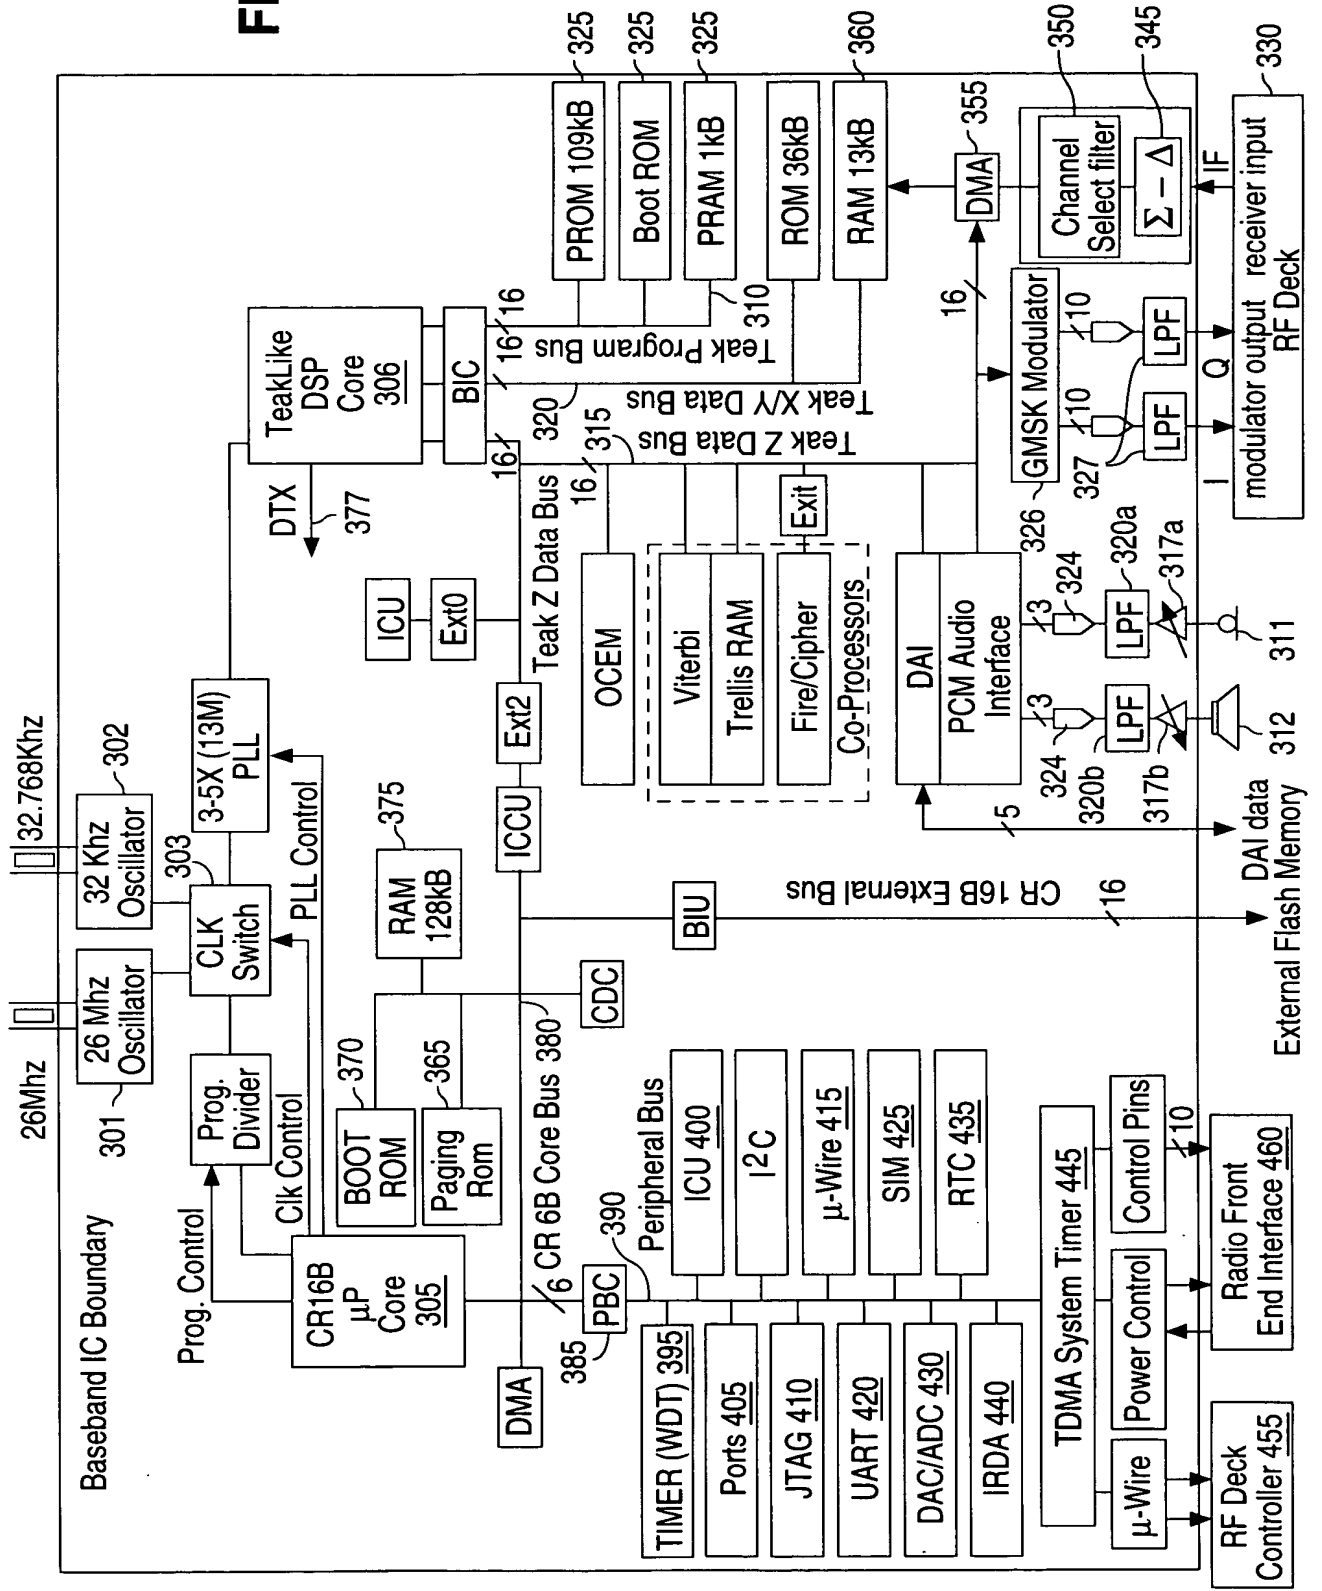 FI
26Mhz
32.768Khz
301
26 Mhz
Oscillator
32 Khz
Oscillator
302
303
Baseband IC Boundary
Prog. Control
Prog.
Divider
CLK
Switch
3-5X (13M)
PLL
Clk Control
PLL Control
CR16B
µP
Core
305
BOOT
ROM
370
Paging
Rom
365
RAM
128kB
375
DTX
377
TeakLike
DSP
Core
306
BIC
16
16
16
ICU
Ext0
DMA
6
CR 6B Core Bus 380
ICCU
Ext2
Teak Z Data Bus
CDC
PBC
385
390
Peripheral Bus
BIU
CR 16B External Bus
16
TIMER (WDT) 395
ICU 400
Ports 405
I2C
JTAG 410
µ-Wire 415
UART 420
SIM 425
DAC/ADC 430
RTC 435
IRDA 440
TDMA System Timer 445
µ-Wire
Power Control
Control Pins
10
RF Deck
Controller 455
Radio Front
End Interface 460
OCEM
16
315
Teak Z Data Bus
320
Teak X/Y Data Bus
Teak Program Bus
310
Viterbi
Trellis RAM
Fire/Cipher
Exit
Co-Processors
PROM 109kB
325
Boot ROM
325
PRAM 1kB
325
ROM 36kB
RAM 13kB
360
DAI
PCM Audio
Interface
5
3
3
324
324
LPF
320b
LPF
320a
317b
317a
312
311
DAI data
External Flash Memory
16
DMA
355
GMSK Modulator
326
10
10
327
LPF
LPF
Channel
Select filter
350
Σ – Δ
345
I
Q
IF
modulator output
receiver input
RF Deck
330